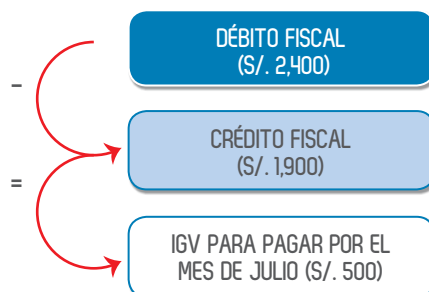 DÉBITO FISCAL
(S/. 2,400)
-
CRÉDITO FISCAL
(S/. 1,900)
=
IGV PARA PAGAR POR EL
MES DE JULIO (S/. 500)